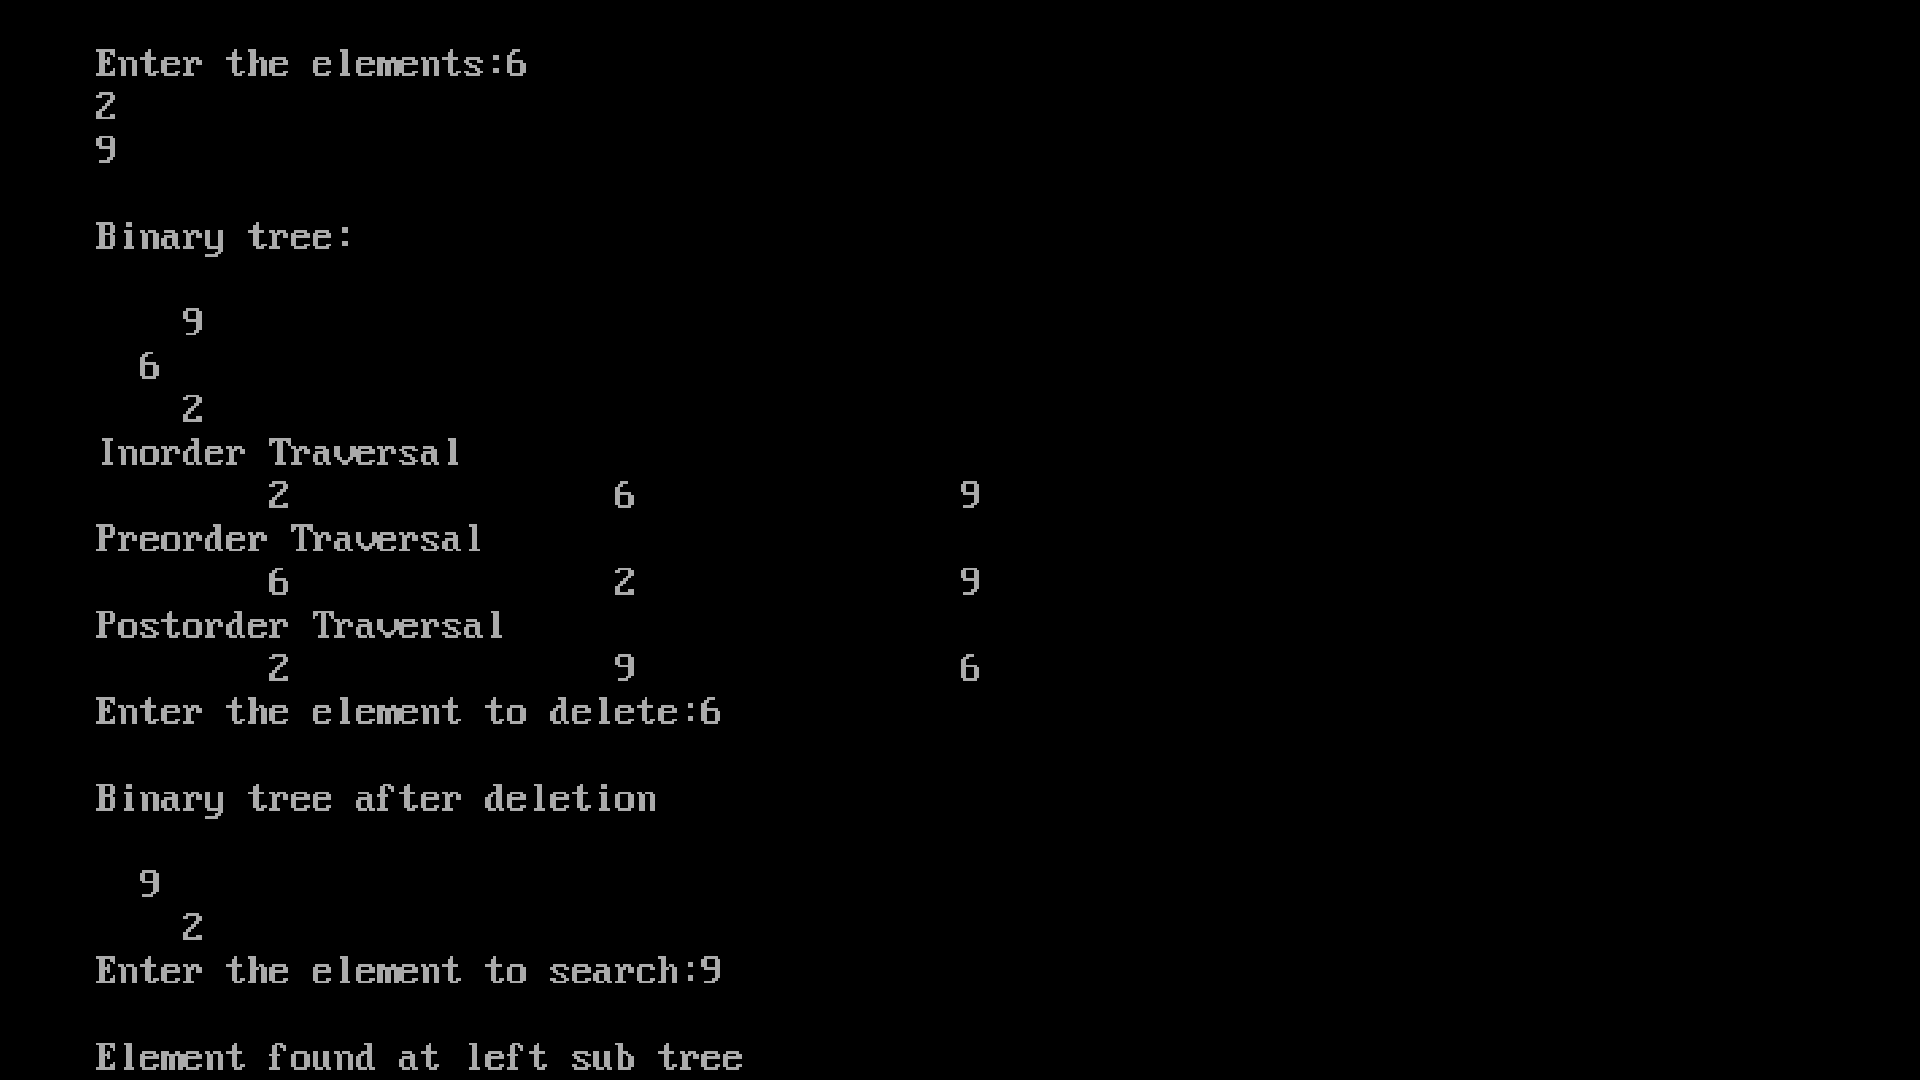 Enter the elements:6
2
9
Binary tree:
9
6
2
Inorder Traversal
2 6 9
Preorder Traversal
6 2 9
Postorder Traversal
2 9 6
Enter the element to delete:6
Binary tree after deletion
9
2
Enter the element to search:9
Element found at left sub tree